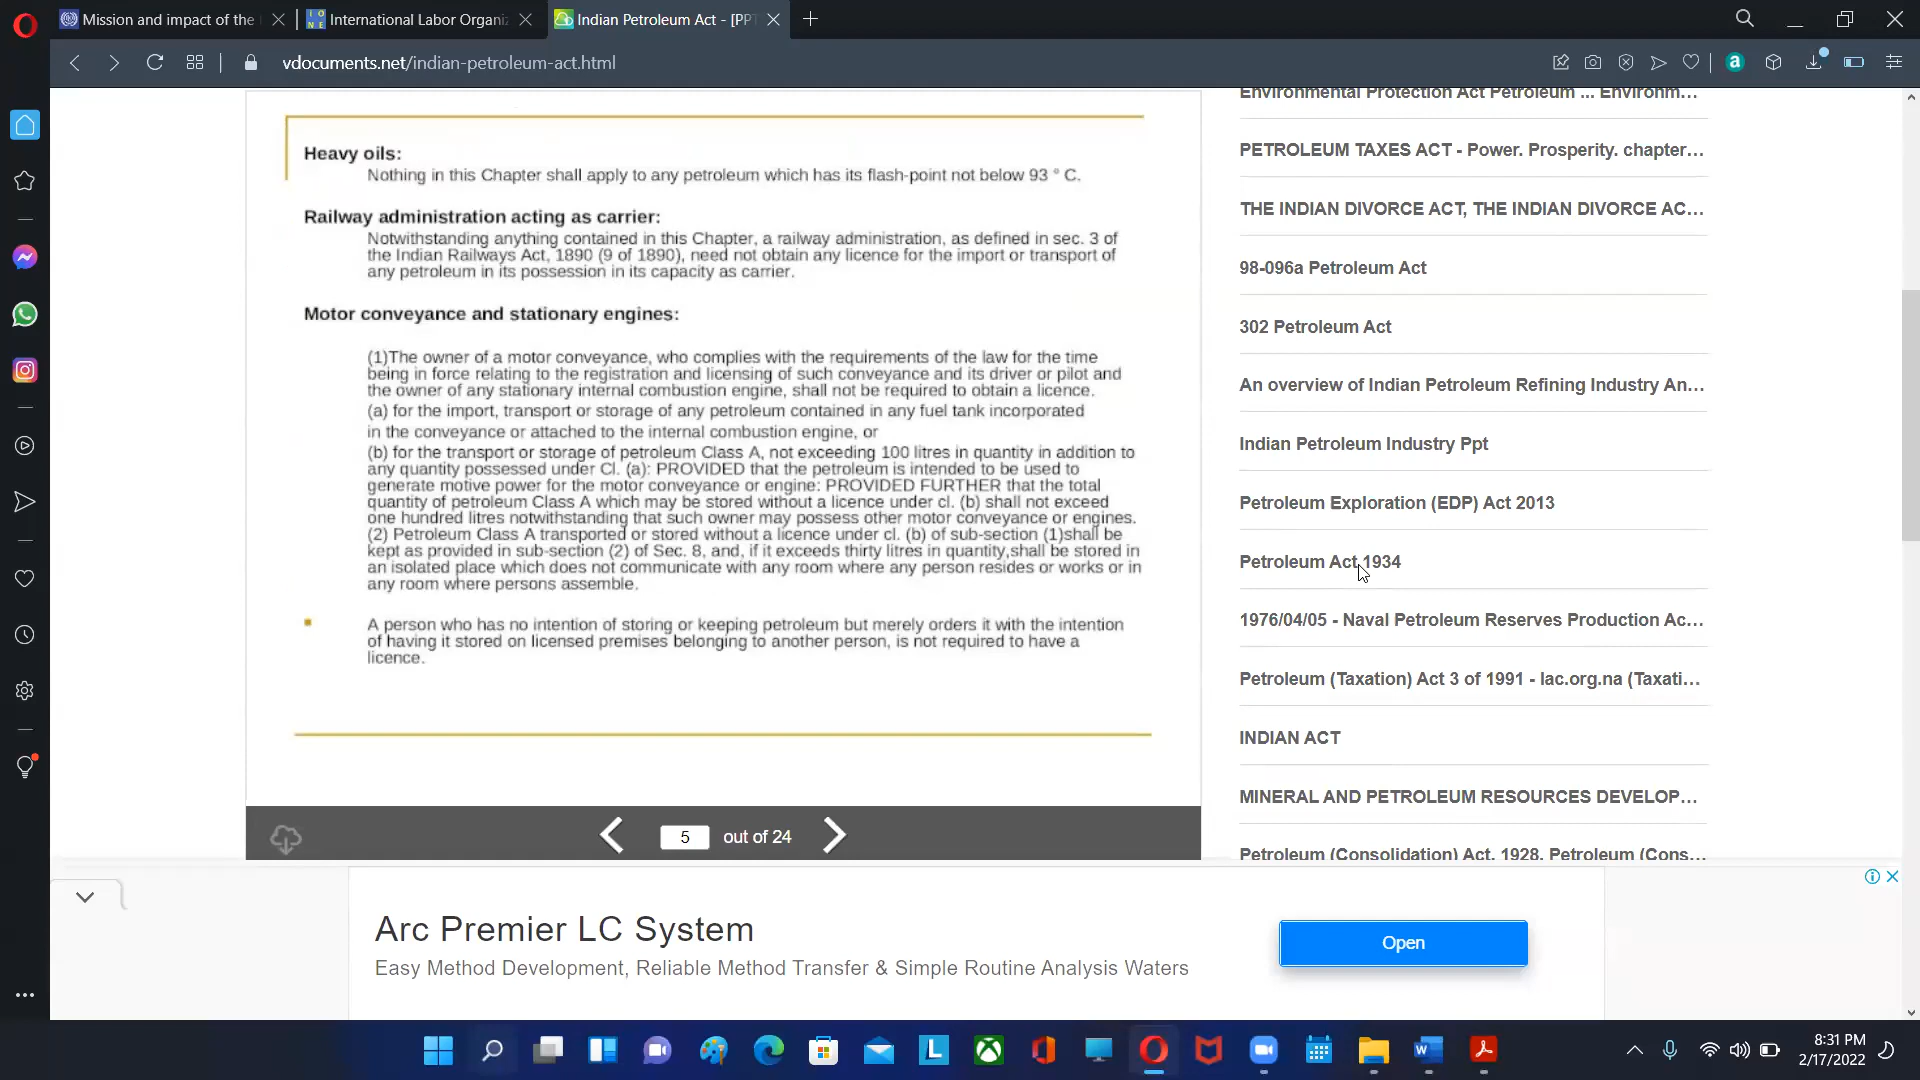 Mission and impact of the
International Labor Organiz
Indian Petroleum Act - [PP
vdocuments.net/indian-petroleum-act.html
Heavy oils:
Nothing in this Chapter shall apply to any petroleum which has its flash-point not below 93 ° C.
Railway administration acting as carrier:
Notwithstanding anything contained in this Chapter, a railway administration, as defined in sec. 3 of
the Indian Railways Act, 1890 (9 of 1890), need not obtain any licence for the import or transport of
any petroleum in its possession in its capacity as carrier.
Motor conveyance and stationary engines:
(1)The owner of a motor conveyance, who complies with the requirements of the law for the time
being in force relating to the registration and licensing of such conveyance and its driver or pilot and
the owner of any stationary internal combustion engine, shall not be required to obtain a licence.
(a) for the import, transport or storage of any petroleum contained in any fuel tank incorporated
in the conveyance or attached to the internal combustion engine, or
(b) for the transport or storage of petroleum Class A, not exceeding 100 litres in quantity in addition to
any quantity possessed under Cl. (a): PROVIDED that the petroleum is intended to be used to
generate motive power for the motor conveyance or engine: PROVIDED FURTHER that the total
quantity of petroleum Class A which may be stored without a licence under cl. (b) shall not exceed
one hundred litres notwithstanding that such owner may possess other motor conveyance or engines.
(2) Petroleum Class A transported or stored without a licence under cl. (b) of sub-section (1)shall be
kept as provided in sub-section (2) of Sec. 8, and, if it exceeds thirty litres in quantity,shall be stored in
an isolated place which does not communicate with any room where any person resides or works or in
any room where persons assemble.
A person who has no intention of storing or keeping petroleum but merely orders it with the intention
of having it stored on licensed premises belonging to another person, is not required to have a
licence.
5 out of 24
Environmental Protection Act Petroleum ... Environm...
PETROLEUM TAXES ACT - Power. Prosperity. chapter...
THE INDIAN DIVORCE ACT, THE INDIAN DIVORCE AC...
98-096a Petroleum Act
302 Petroleum Act
An overview of Indian Petroleum Refining Industry An...
Indian Petroleum Industry Ppt
Petroleum Exploration (EDP) Act 2013
Petroleum Act 1934
1976/04/05 - Naval Petroleum Reserves Production Ac...
Petroleum (Taxation) Act 3 of 1991 - lac.org.na (Taxati...
INDIAN ACT
MINERAL AND PETROLEUM RESOURCES DEVELOP...
Petroleum (Consolidation) Act, 1928. Petroleum (Cons...
Arc Premier LC System
Easy Method Development, Reliable Method Transfer & Simple Routine Analysis Waters
Open
8:31 PM
2/17/2022